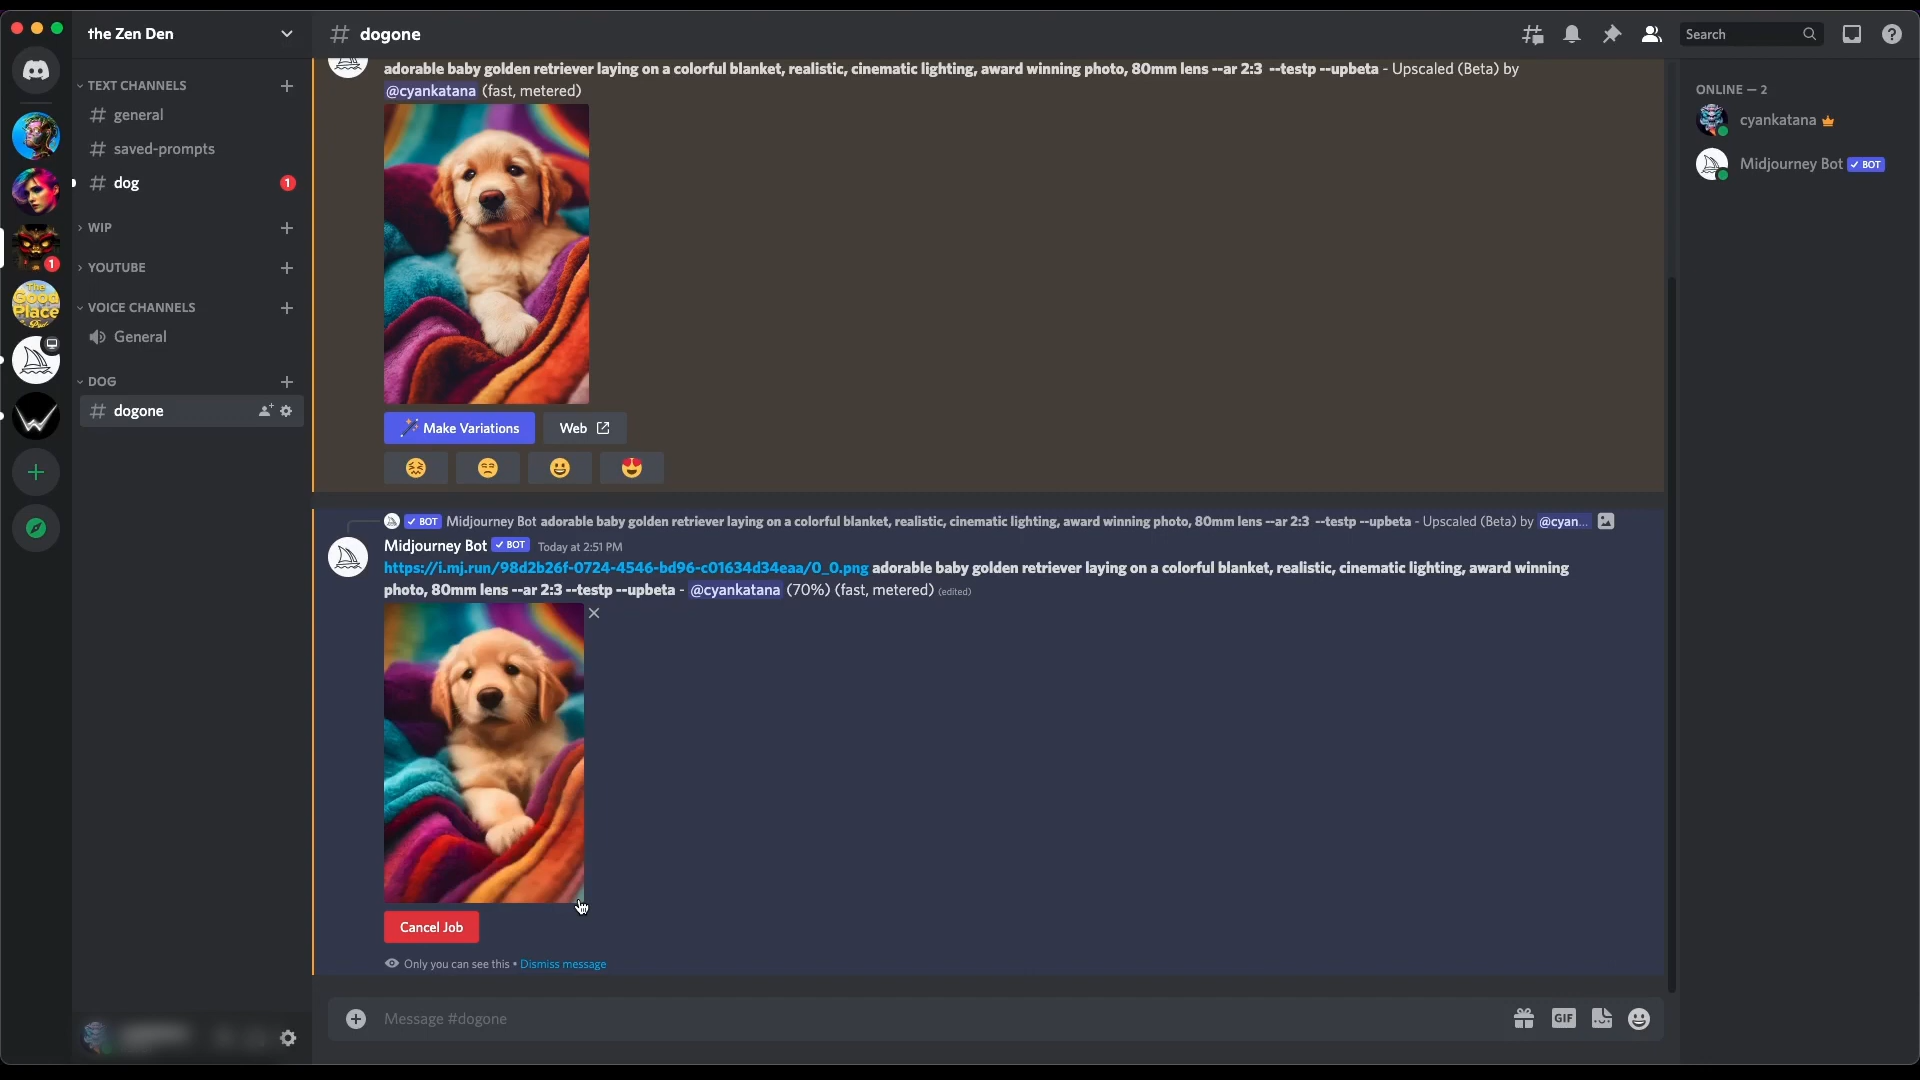 the Zen Den
# dogone
Search
TEXT CHANNELS
# general
# saved-prompts
# dog 1
WIP
YOUTUBE
VOICE CHANNELS
General
DOG
# dogone
1
The Good Place
adorable baby golden retriever laying on a colorful blanket, realistic, cinematic lighting, award winning photo, 80mm lens --ar 2:3 --testp --upbeta - Upscaled (Beta) by
@cyankatana (fast, metered)
Make Variations Web
BOT Midjourney Bot adorable baby golden retriever laying on a colorful blanket, realistic, cinematic lighting, award winning photo, 80mm lens --ar 2:3 --testp --upbeta - Upscaled (Beta) by @cyan...
Midjourney Bot BOT Today at 2:51 PM
https://i.mj.run/98d2b26f-0724-4546-bd96-c01634d34eaa/0_0.png adorable baby golden retriever laying on a colorful blanket, realistic, cinematic lighting, award winning
photo, 80mm lens --ar 2:3 --testp --upbeta - @cyankatana (70%) (fast, metered) (edited)
Cancel Job
Only you can see this • Dismiss message
Message #dogone
GIF
ONLINE — 2
cyankatana
Midjourney Bot BOT